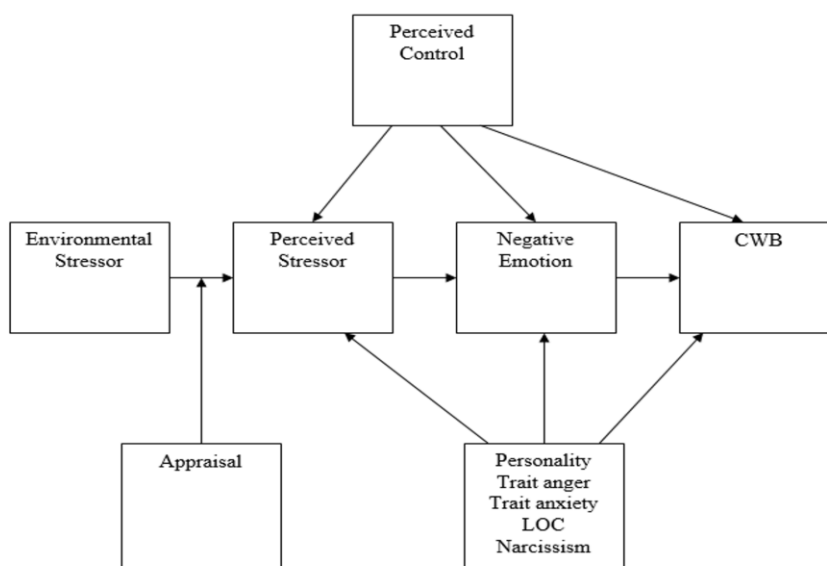 Perceived
Control
Environmental
Stressor
Perceived
Stressor
Negative
Emotion
CWB
Appraisal
Personality
Trait anger
Trait anxiety
LOC
Narcissism